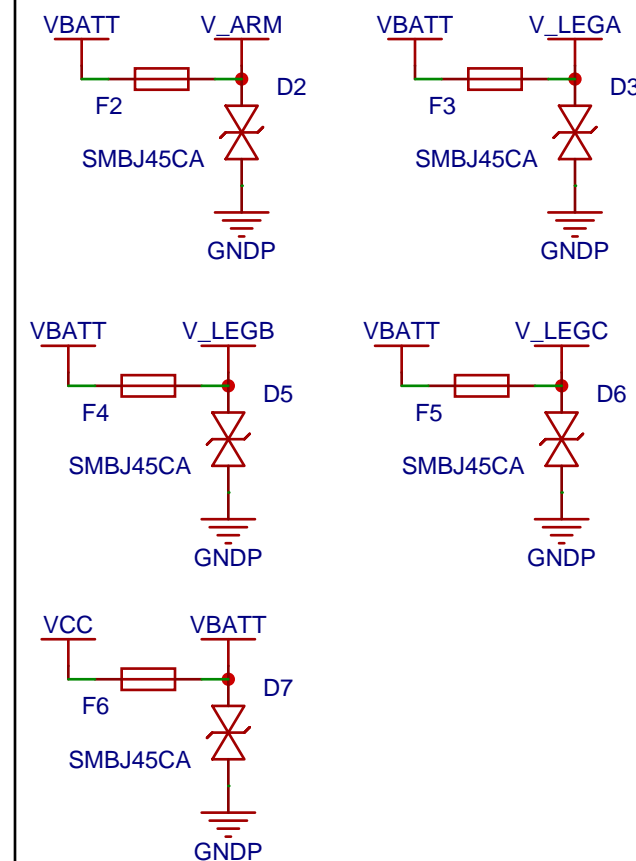 VBATT V_ARM
F2 D2
SMBJ45CA
GNDP
VBATT V_LEGA
F3 D3
SMBJ45CA
GNDP
VBATT V_LEGB
F4 D5
SMBJ45CA
GNDP
VBATT V_LEGC
F5 D6
SMBJ45CA
GNDP
VCC VBATT
F6 D7
SMBJ45CA
GNDP